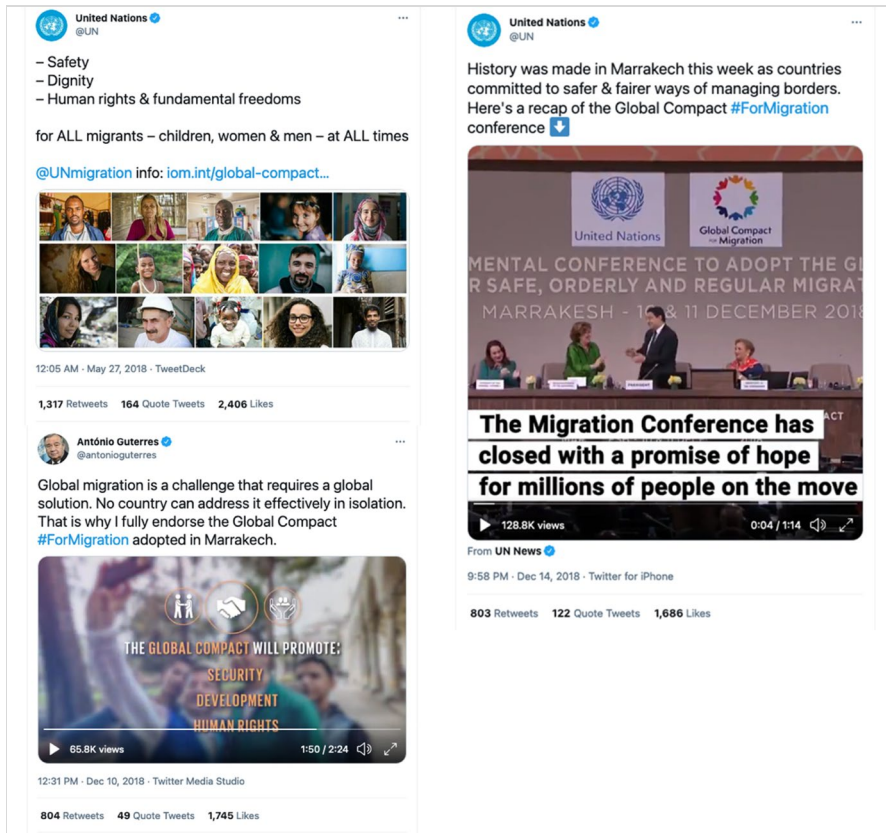 United Nations
@UN
– Safety
– Dignity
– Human rights & fundamental freedoms
for ALL migrants – children, women & men – at ALL times
@UNmigration info: iom.int/global-compact...
12:05 AM · May 27, 2018 · TweetDeck
1,317 Retweets 164 Quote Tweets 2,406 Likes
António Guterres
@antonioguterres
Global migration is a challenge that requires a global
solution. No country can address it effectively in isolation.
That is why I fully endorse the Global Compact
#ForMigration adopted in Marrakech.
THE GLOBAL COMPACT WILL PROMOTE:
SECURITY
DEVELOPMENT
HUMAN RIGHTS
65.8K views 1:50 / 2:24
12:31 PM · Dec 10, 2018 · Twitter Media Studio
804 Retweets 49 Quote Tweets 1,745 Likes
United Nations
@UN
History was made in Marrakech this week as countries
committed to safer & fairer ways of managing borders.
Here's a recap of the Global Compact #ForMigration
conference
United Nations
Global Compact
FOR Migration
MENTAL CONFERENCE TO ADOPT THE GL
R SAFE, ORDERLY AND REGULAR MIGRAT
MARRAKESH - 10 & 11 DECEMBER 2018
PRESIDENT
ACT
The Migration Conference has
closed with a promise of hope
for millions of people on the move
128.8K views 0:04 / 1:14
From UN News
9:58 PM · Dec 14, 2018 · Twitter for iPhone
803 Retweets 122 Quote Tweets 1,686 Likes